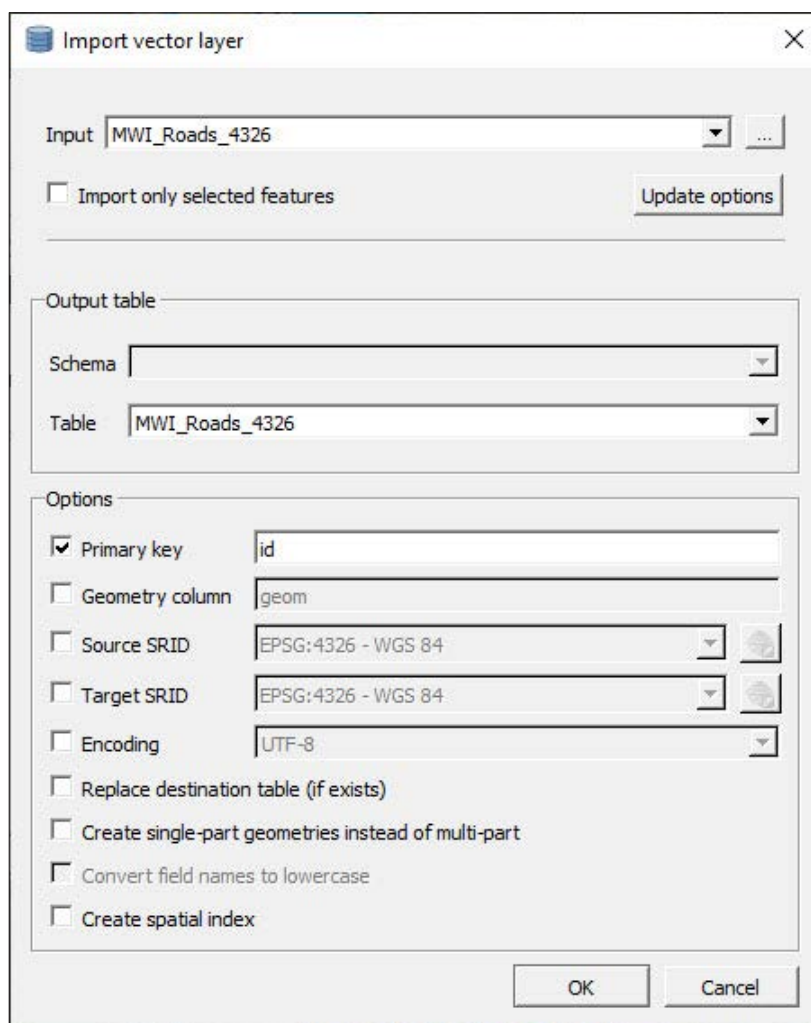 Import vector layer
Input MWI_Roads_4326 ...
Import only selected features Update options
Output table
Schema
Table MWI_Roads_4326
Options
Primary key id
Geometry column geom
Source SRID EPSG:4326 - WGS 84
Target SRID EPSG:4326 - WGS 84
Encoding UTF-8
Replace destination table (if exists)
Create single-part geometries instead of multi-part
Convert field names to lowercase
Create spatial index
OK Cancel